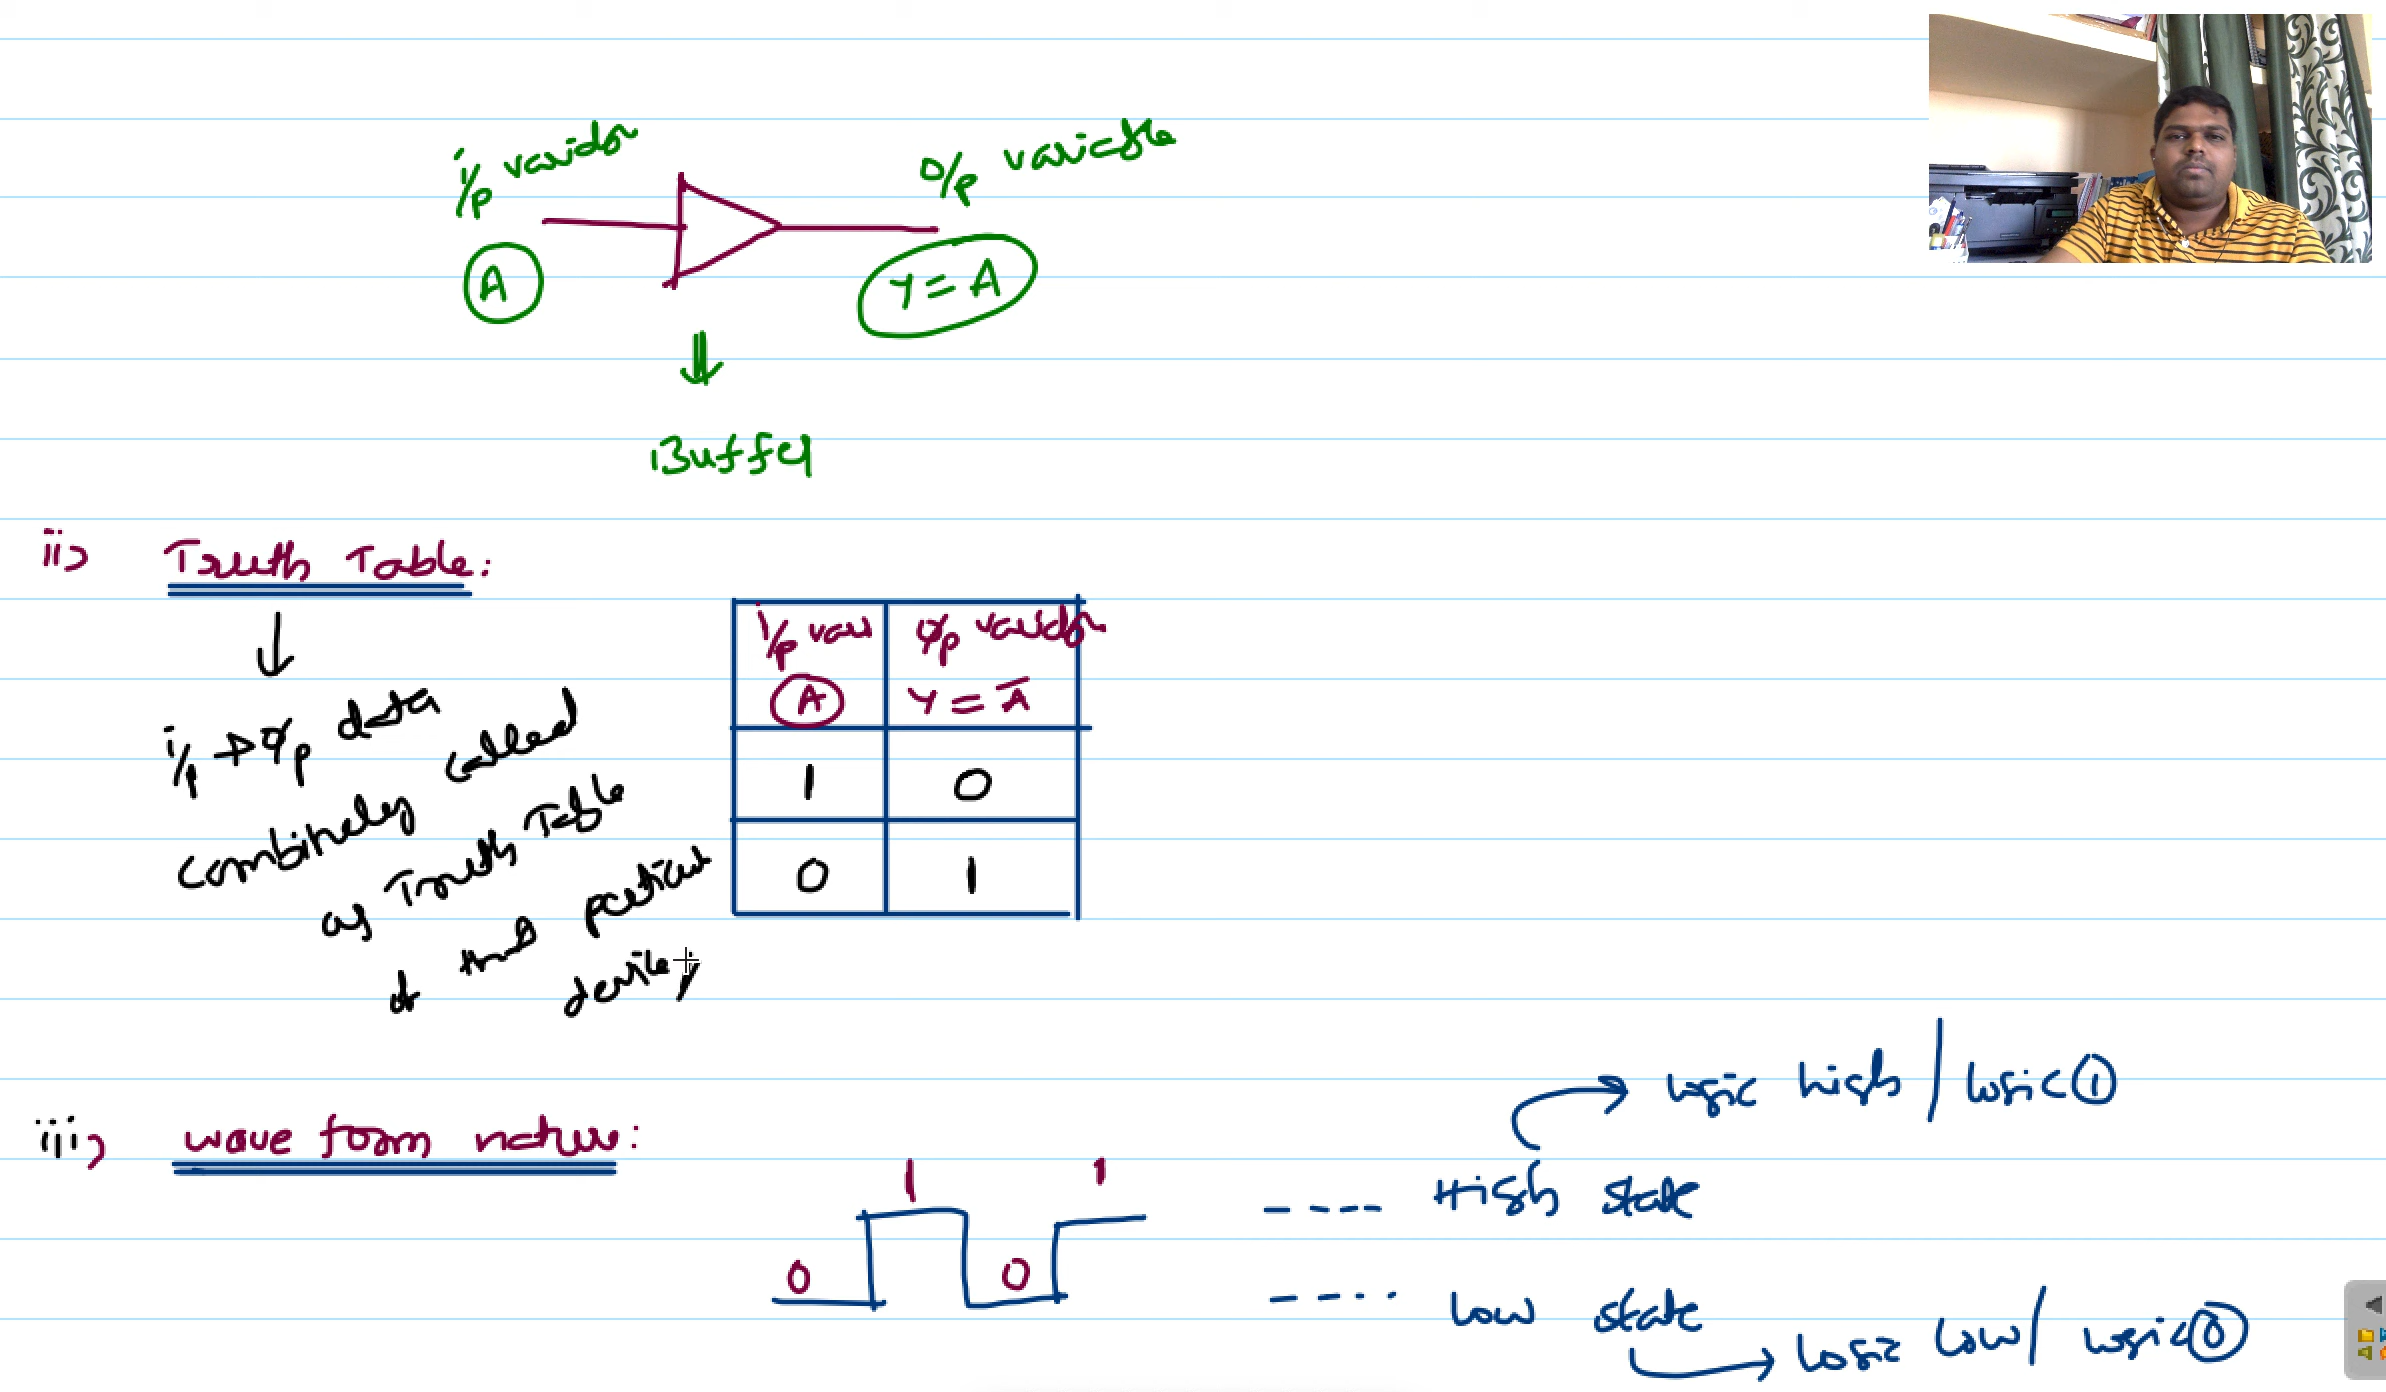 i/p variable
o/p variable
A
Y = A
Buffer
ii) Truth Table:
i/p → o/p data
combinely called
as Truth Table
of that particular
device,
i/p vari
o/p variable
A
Y = A̅
1 0
0 1
iii) wave form nature:
0 1 0 1
---- High state
logic high / logic 1
---- Low state
Logic Low / logic 0